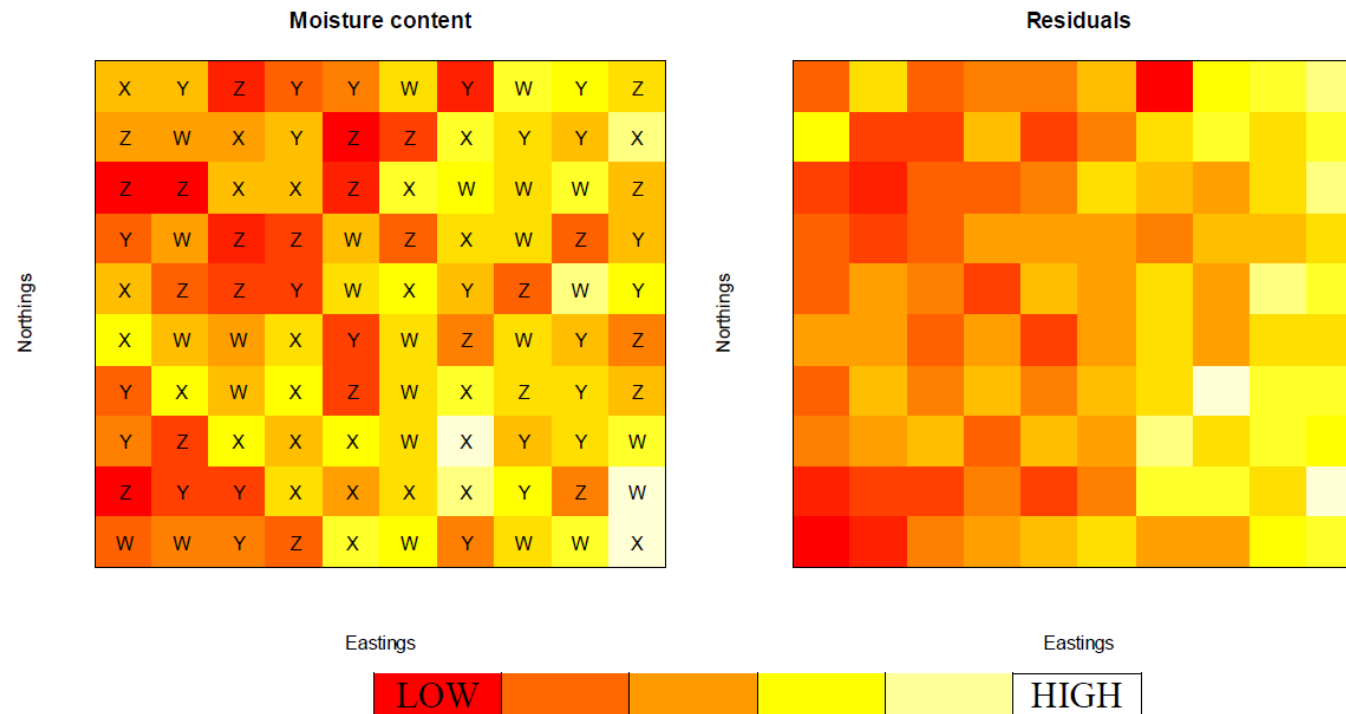 Moisture content Residuals
X Y Z Y Y W Y W Y Z
Z W X Y Z Z X Y Y X
Z Z X X Z X W W W Z
Y W Z Z W Z X W Z Y
X Z Z Y W X Y Z W Y
X W W X Y W Z W Y Z
Y X W X Z W X Z Y Z
Y Z X X X W X Y Y W
Z Y Y X X X X Y Z W
W W Y Z X W Y W W X
Northings
Northings
Eastings Eastings
LOW HIGH